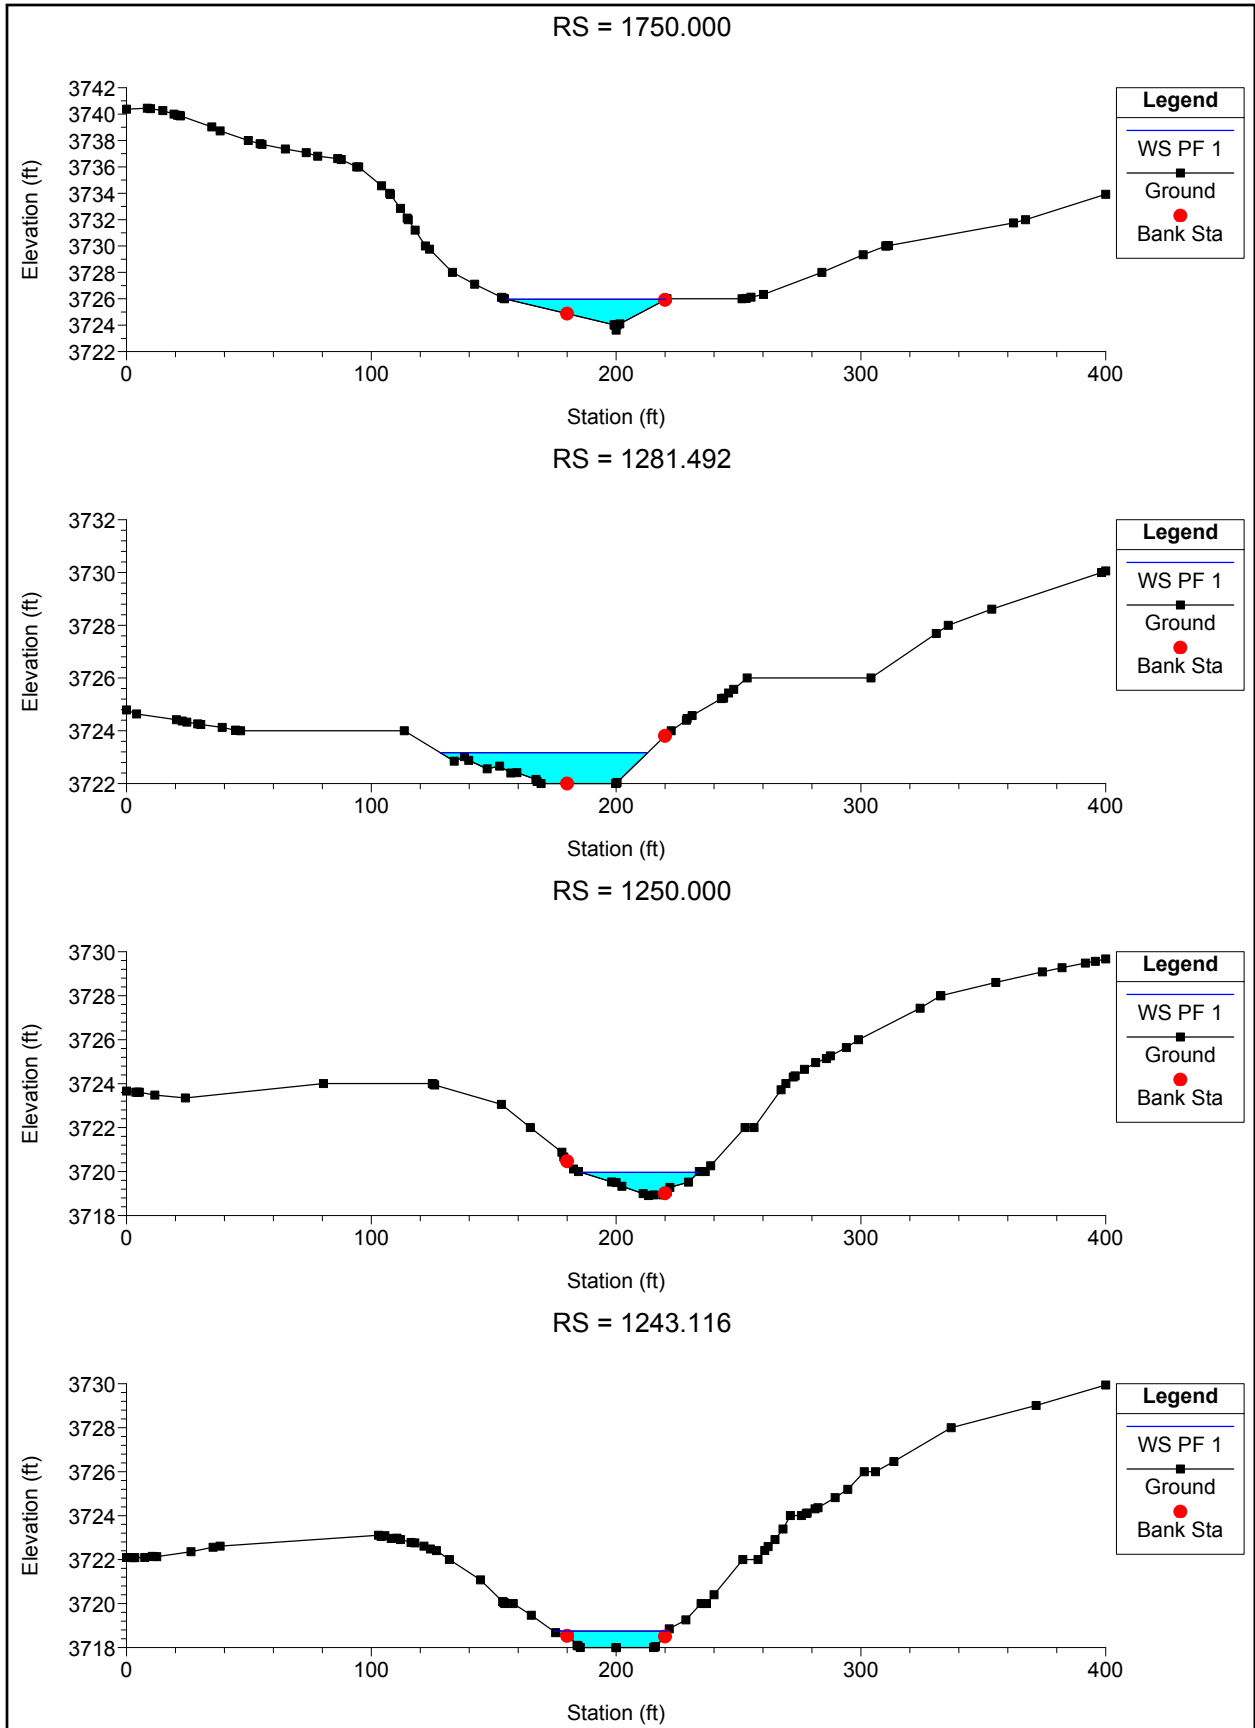 RS = 1750.000
Elevation (ft)
3742
3740
3738
3736
3734
3732
3730
3728
3726
3724
3722
0 100 200 300 400
Station (ft)
Legend
WS PF 1
Ground
Bank Sta
RS = 1281.492
Elevation (ft)
3732
3730
3728
3726
3724
3722
0 100 200 300 400
Station (ft)
Legend
WS PF 1
Ground
Bank Sta
RS = 1250.000
Elevation (ft)
3730
3728
3726
3724
3722
3720
3718
0 100 200 300 400
Station (ft)
Legend
WS PF 1
Ground
Bank Sta
RS = 1243.116
Elevation (ft)
3730
3728
3726
3724
3722
3720
3718
0 100 200 300 400
Station (ft)
Legend
WS PF 1
Ground
Bank Sta